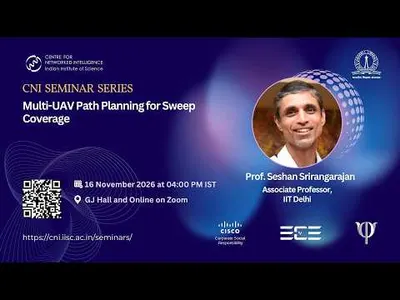 CENTRE FOR
NETWORKED INTELLIGENCE
Indian Institute of Science
CNI SEMINAR SERIES
Multi-UAV Path Planning for Sweep
Coverage
16 November 2026 at 04:00 PM IST
GJ Hall and Online on Zoom
https://cni.iisc.ac.in/seminars/
Prof. Seshan Srirangarajan
Associate Professor,
IIT Delhi
CISCO
Corporate Social
Responsibility